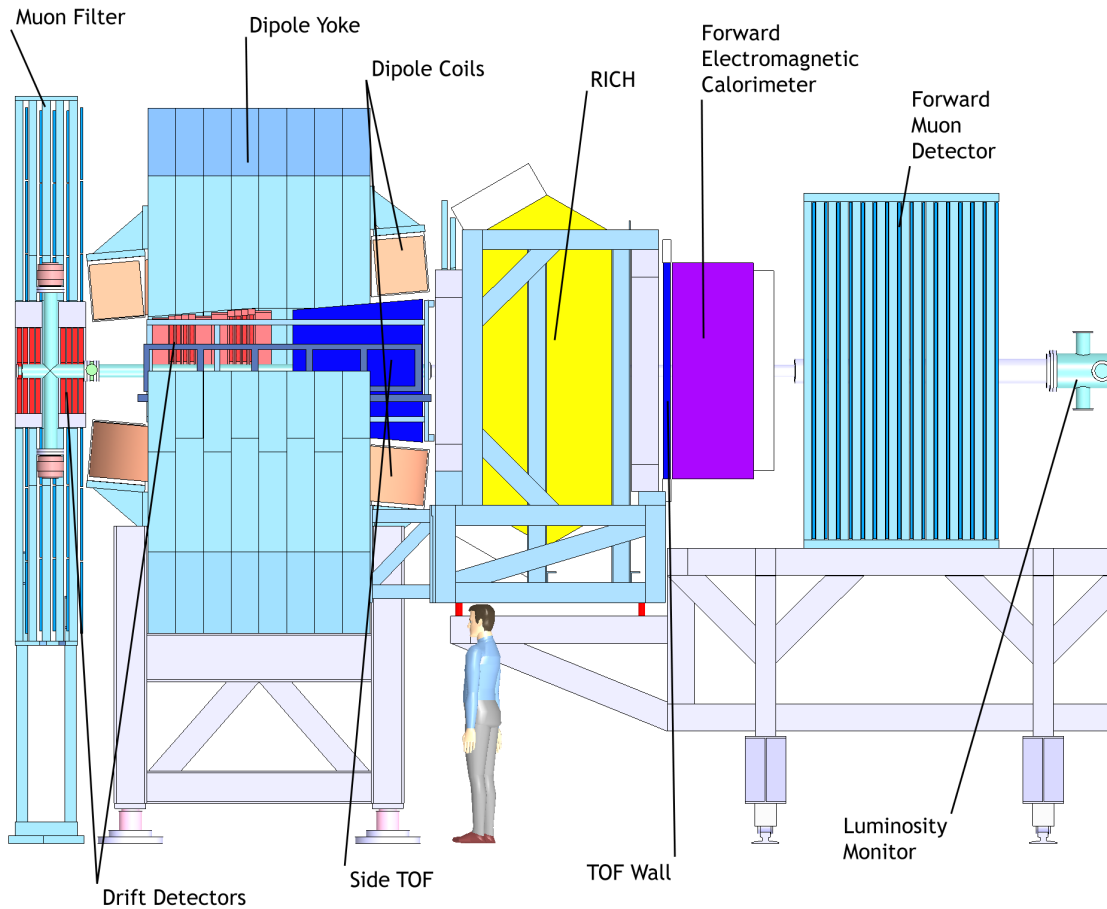 Muon Filter
Dipole Yoke
Dipole Coils
RICH
Forward
Electromagnetic
Calorimeter
Forward
Muon
Detector
Drift Detectors
Side TOF
TOF Wall
Luminosity
Monitor